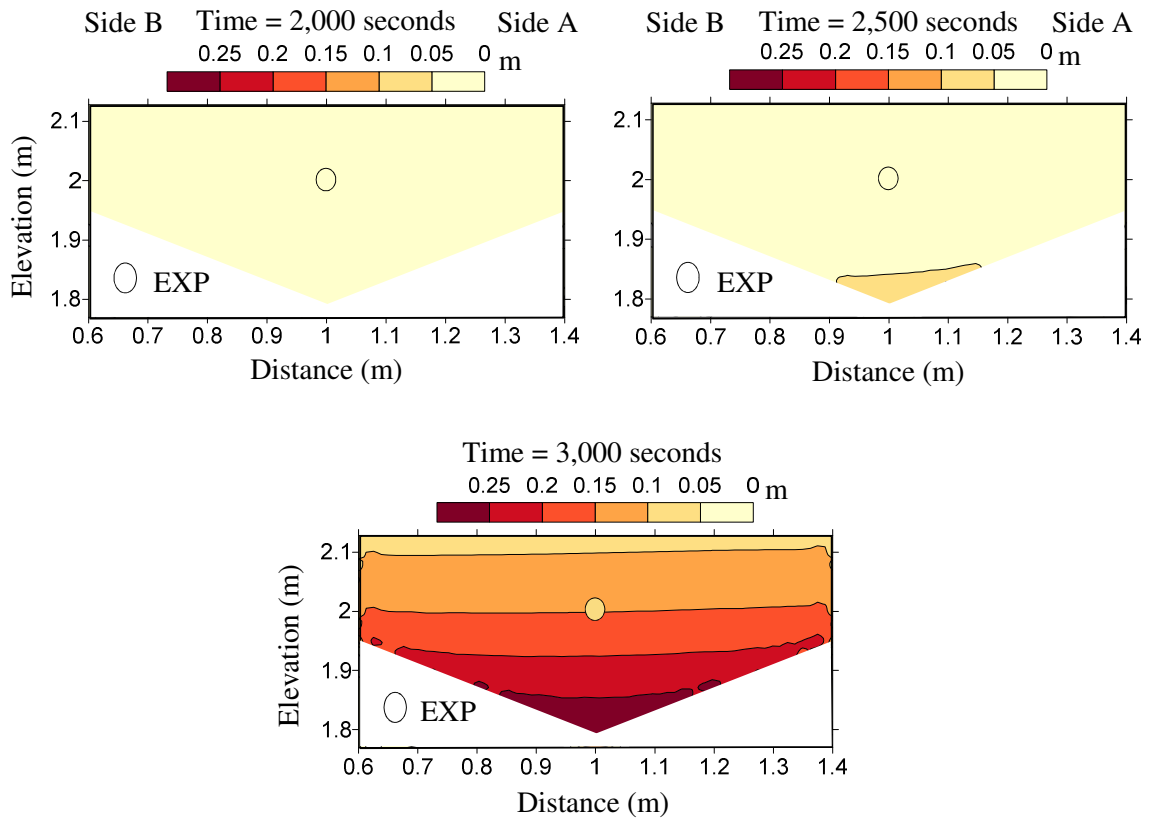 Side B Time = 2,000 seconds Side A
0.25 0.2 0.15 0.1 0.05 0 m
2.1
2
1.9
1.8
Elevation (m)
EXP
0.6 0.7 0.8 0.9 1 1.1 1.2 1.3 1.4
Distance (m)
Side B Time = 2,500 seconds Side A
0.25 0.2 0.15 0.1 0.05 0 m
2.1
2
1.9
1.8
EXP
0.6 0.7 0.8 0.9 1 1.1 1.2 1.3 1.4
Distance (m)
Time = 3,000 seconds
0.25 0.2 0.15 0.1 0.05 0 m
2.1
2
1.9
1.8
Elevation (m)
EXP
0.6 0.7 0.8 0.9 1 1.1 1.2 1.3 1.4
Distance (m)